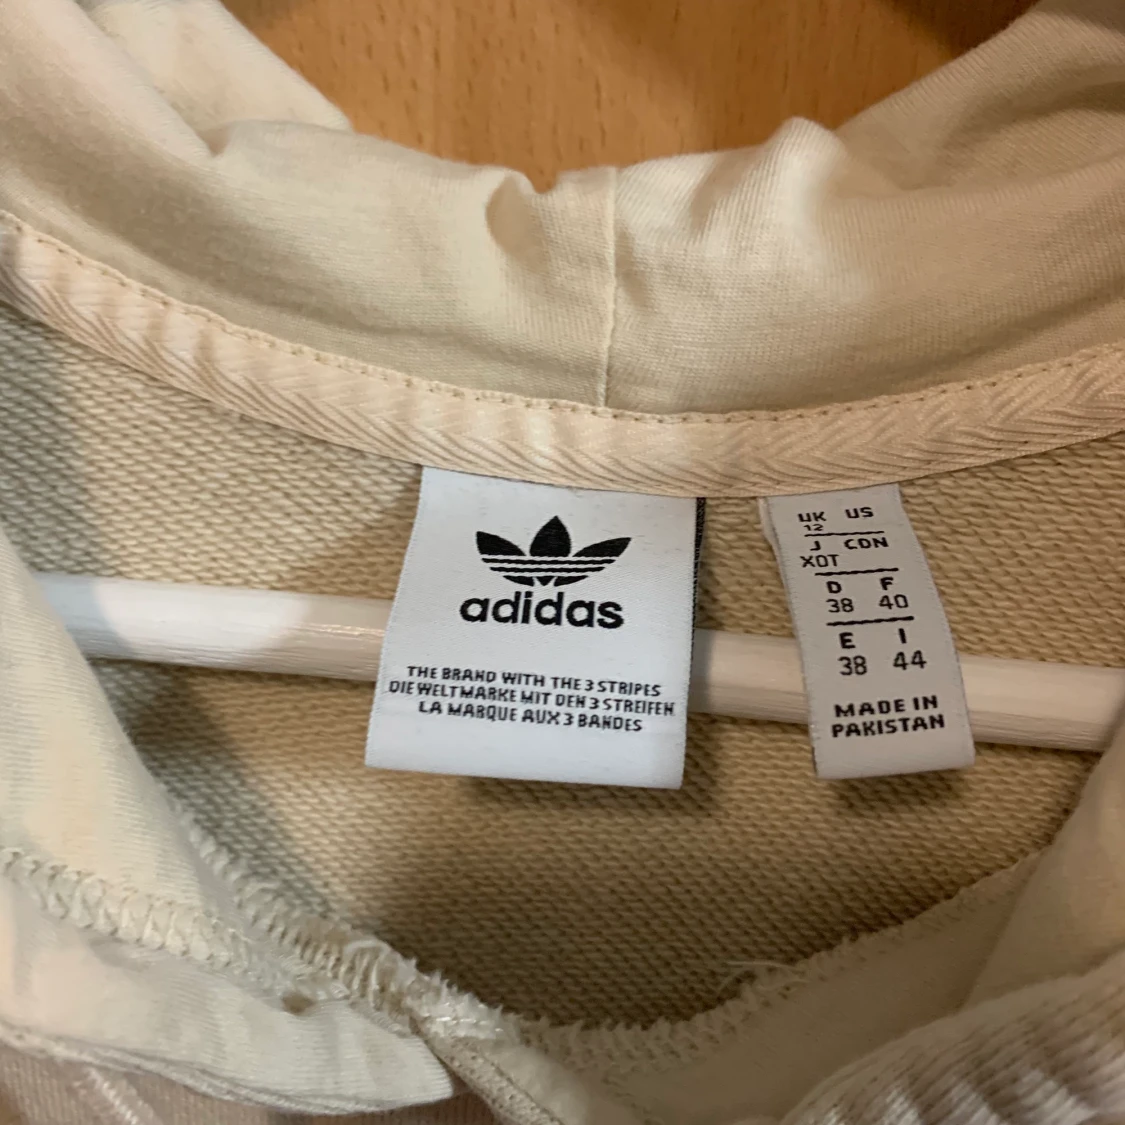 adidas
THE BRAND WITH THE 3 STRIPES
DIE WELTMARKE MIT DEN 3 STREIFEN
LA MARQUE AUX 3 BANDES
UK US
12
J CDN
XOT
D F
38 40
E I
38 44
MADE IN
PAKISTAN